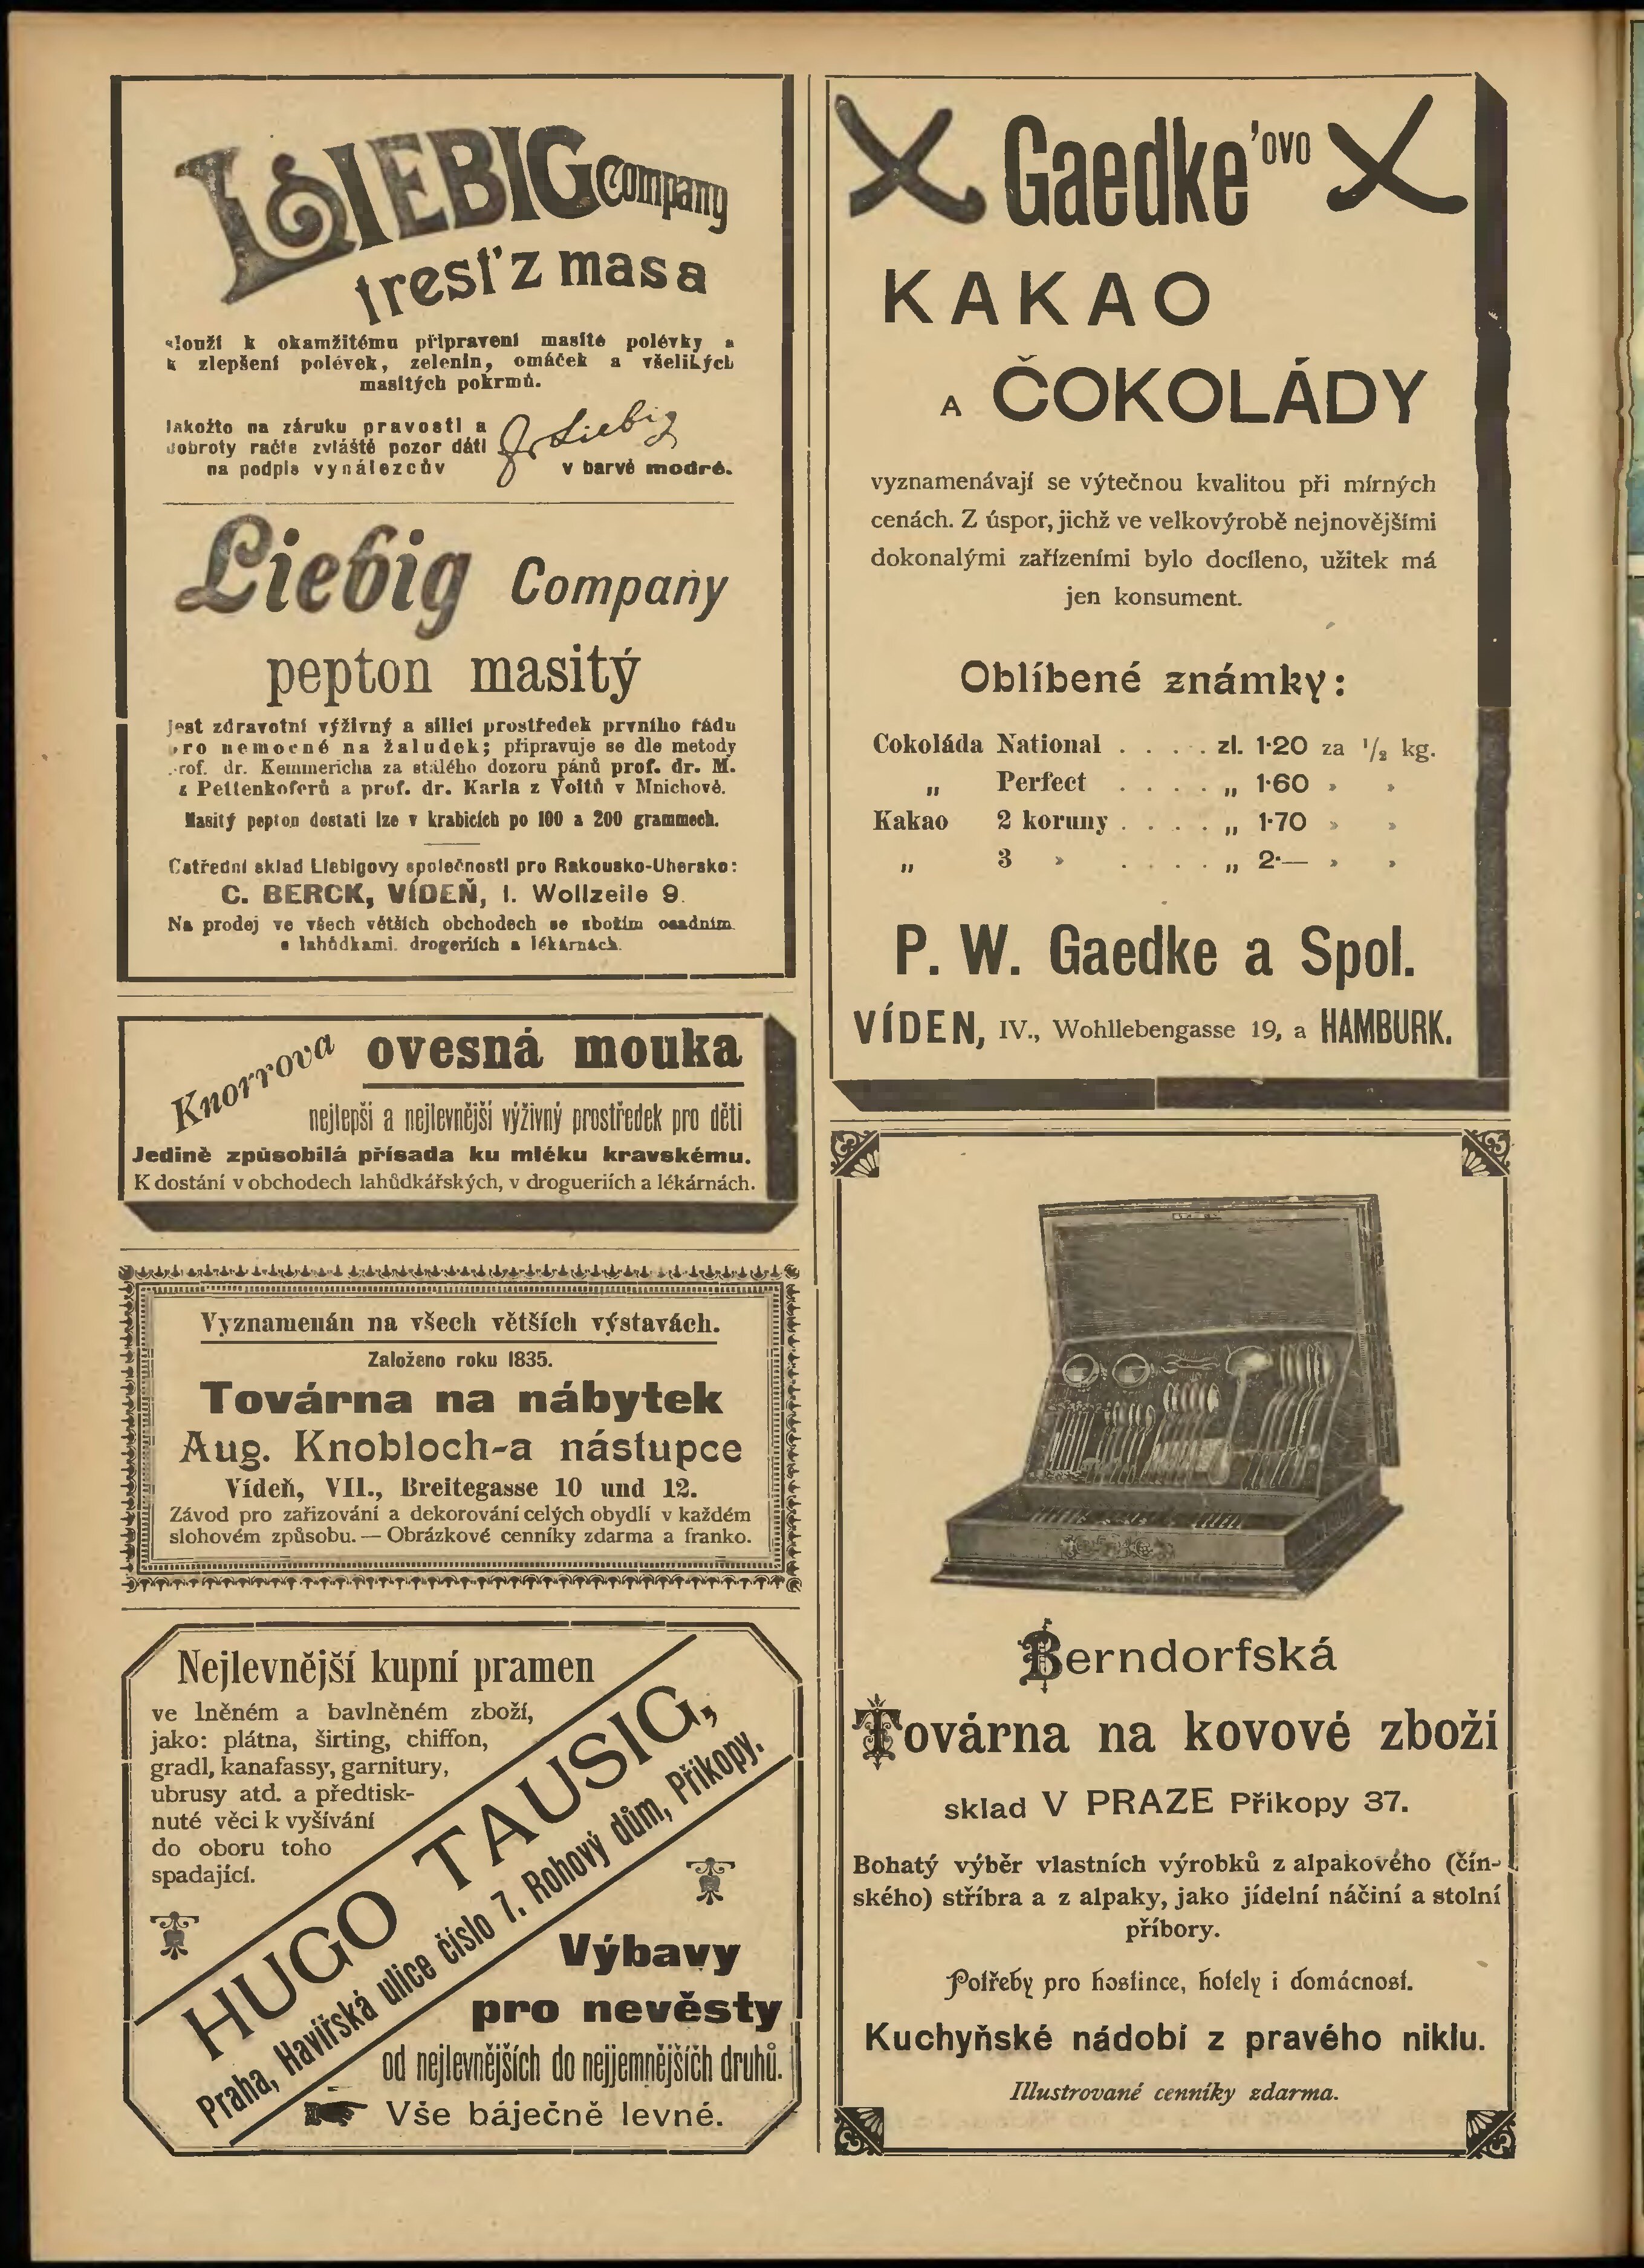 LIEBIG Company
tresť z masa
slouží k okamžitému připravení masité polévky a
k zlepšení polévek, zelenin, omáček a všelikých
masitých pokrmů.
Jakožto na záruku pravosti a
dobroty račte zvláště pozor dáti
na podpis vynálezcův
J. Liebig
v barvě modré.
Liebig Company
pepton masitý
jest zdravotní výživný a sílící prostředek prvního řádu
pro nemocné na žaludek; připravuje se dle metody
prof. dr. Kemmericha za stálého dozoru pánů prof. dr. M.
z Pettenkoferů a prof. dr. Karla z Voitů v Mnichově.
Masitý pepton dostati lze v krabicích po 100 a 200 grammech.
Ústřední sklad Liebigovy společnosti pro Rakousko-Uhersko:
C. BERCK, VÍDEŇ, I. Wollzeile 9.
Na prodej ve všech větších obchodech se zbožím osadním
a lahůdkami, drogeriích a lékárnách.
Knorrova ovesná mouka
nejlepši a nejlevnější výživný prostředek pro děti
Jedině způsobilá přísada ku mléku kravskému.
K dostání v obchodech lahůdkářských, v drogueriích a lékárnách.
Vyznamenán na všech větších výstavách.
Založeno roku 1835.
Továrna na nábytek
Aug. Knobloch-a nástupce
Vídeň, VII., Breitegasse 10 und 12.
Závod pro zařizování a dekorování celých obydlí v každém
slohovém způsobu. — Obrázkové cenníky zdarma a franko.
Nejlevnější kupní pramen
ve lněném a bavlněném zboží,
jako: plátna, širting, chiffon,
gradl, kanafassy, garnitury,
ubrusy atd. a předtisk-
nuté věci k vyšívání
do oboru toho
spadající.
HUGO TAUSIG,
Praha, Havířská ulice číslo 7. Rohový dům, Příkopy.
Výbavy
pro nevěsty
od nejlevnějších do nejjemnějšich druhů.
Vše báječně levné.
Gaedke'ovo
KAKAO
A ČOKOLÁDY
vyznamenávají se výtečnou kvalitou při mírných
cenách. Z úspor, jichž ve velkovýrobě nejnovějšími
dokonalými zařízeními bylo docíleno, užitek má
jen konsument.
Oblíbené známky:
Cokoláda National . . . . zl. 1·20 za 1/2 kg.
„ Perfect . . . . „ 1·60 » »
Kakao 2 koruny . . . . „ 1·70 » »
„ 3 » . . . . „ 2·— » »
P. W. Gaedke a Spol.
VÍDEN, IV., Wohllebengasse 19, a HAMBURK.
Berndorfská
Továrna na kovové zboží
sklad V PRAZE Příkopy 37.
Bohatý výběr vlastních výrobků z alpakového (čín-
ského) stříbra a z alpaky, jako jídelní náčiní a stolní
příbory.
Potřeby pro hostince, hotely i domácnost.
Kuchyňské nádobí z pravého niklu.
Illustrované cenníky zdarma.